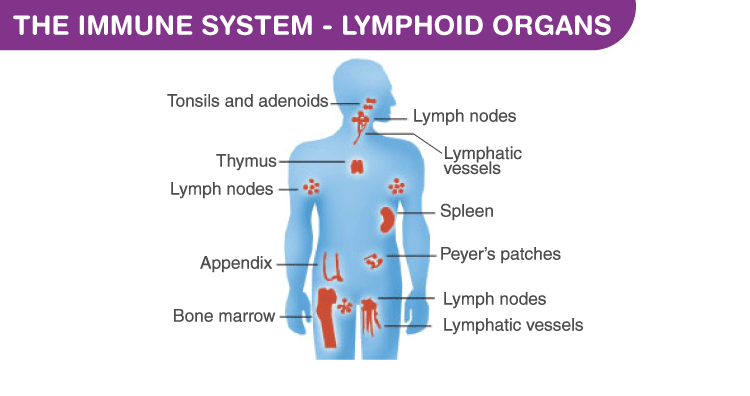 THE IMMUNE SYSTEM - LYMPHOID ORGANS
Tonsils and adenoids
Lymph nodes
Lymphatic
vessels
Thymus
Lymph nodes
Spleen
Peyer's patches
Appendix
Lymph nodes
Bone marrow
Lymphatic vessels